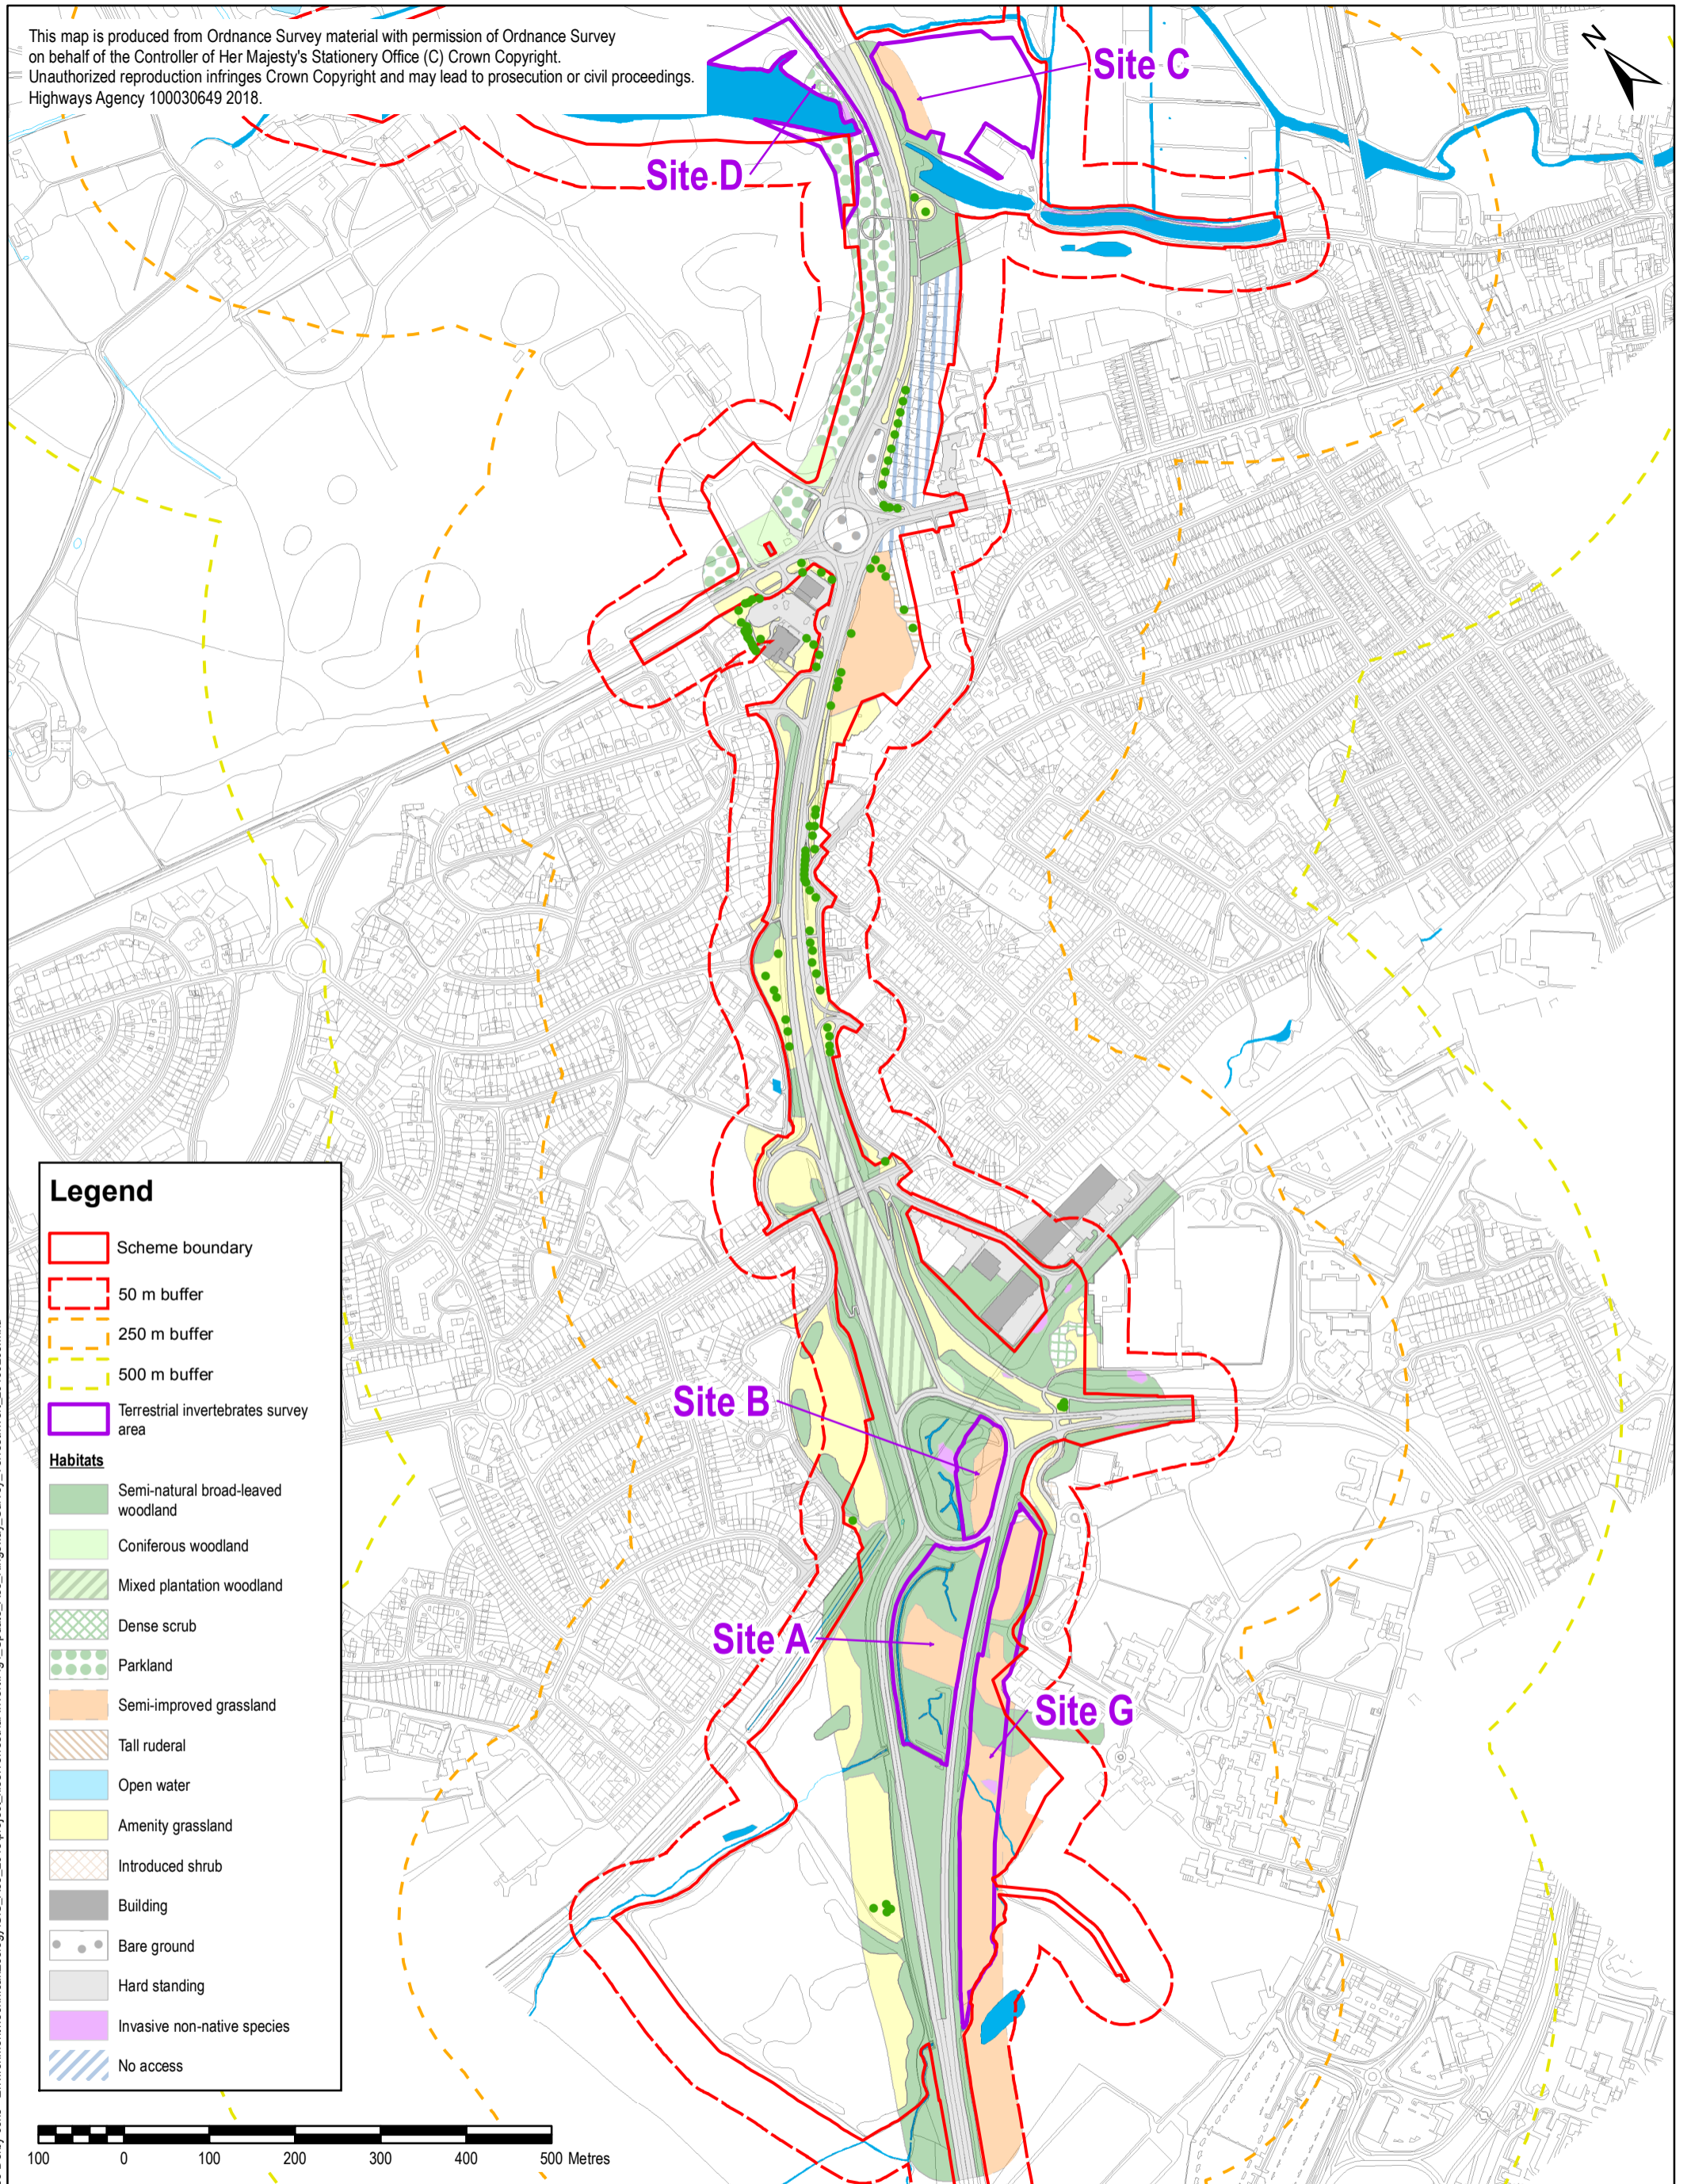 This map is produced from Ordnance Survey material with permission of Ordnance Survey
on behalf of the Controller of Her Majesty's Stationery Office (C) Crown Copyright.
Unauthorized reproduction infringes Crown Copyright and may lead to prosecution or civil proceedings.
Highways Agency 100030649 2018.
N
Site C
Site D
Site B
Site A
Site G
Legend
Scheme boundary
50 m buffer
250 m buffer
500 m buffer
Terrestrial invertebrates survey
area
Habitats
Semi-natural broad-leaved
woodland
Coniferous woodland
Mixed plantation woodland
Dense scrub
Parkland
Semi-improved grassland
Tall ruderal
Open water
Amenity grassland
Introduced shrub
Building
Bare ground
Hard standing
Invasive non-native species
No access
100 0 100 200 300 400 500 Metres